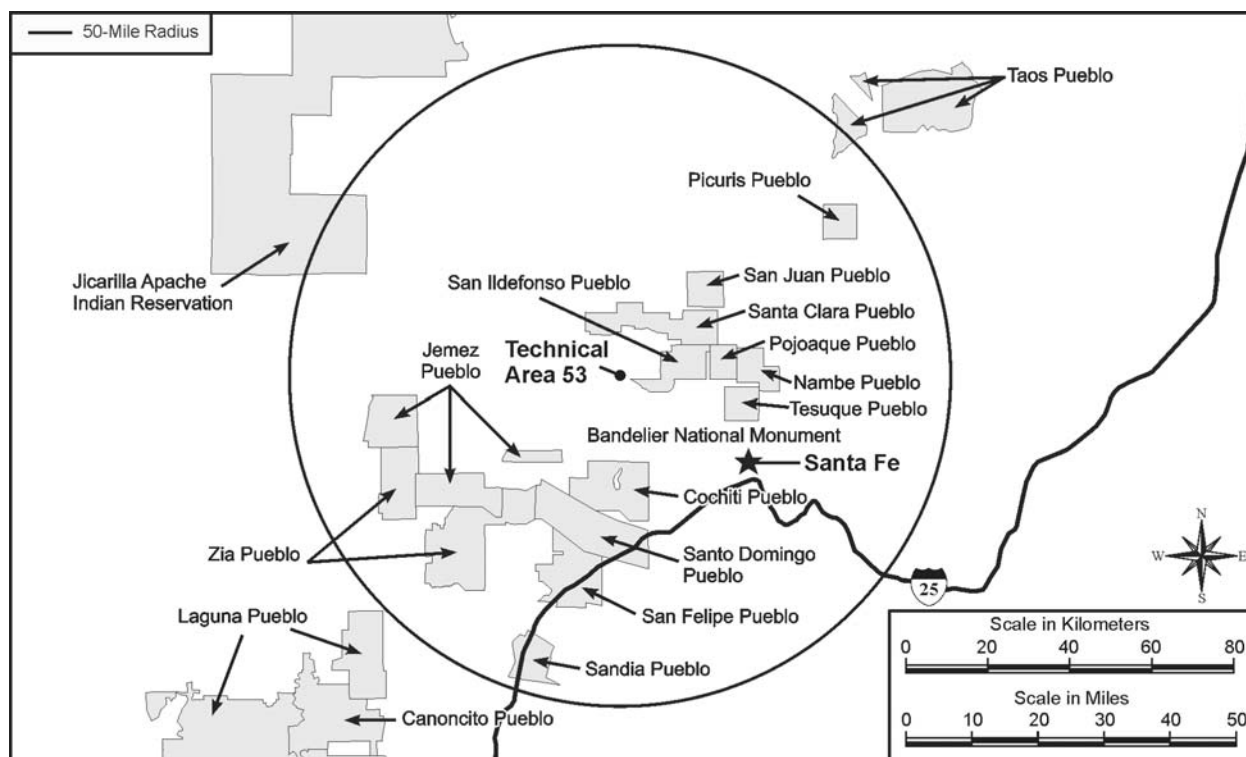 50-Mile Radius
Taos Pueblo
Picuris Pueblo
Jicarilla Apache
Indian Reservation
San Ildefonso Pueblo
San Juan Pueblo
Santa Clara Pueblo
Pojoaque Pueblo
Jemez
Pueblo
Technical
Area 53
Nambe Pueblo
Tesuque Pueblo
Bandelier National Monument
Santa Fe
Cochiti Pueblo
Zia Pueblo
Santo Domingo
Pueblo
San Felipe Pueblo
Laguna Pueblo
Sandia Pueblo
Canoncito Pueblo
25
N
W
E
S
Scale in Kilometers
0 20 40 60 80
Scale in Miles
0 10 20 30 40 50